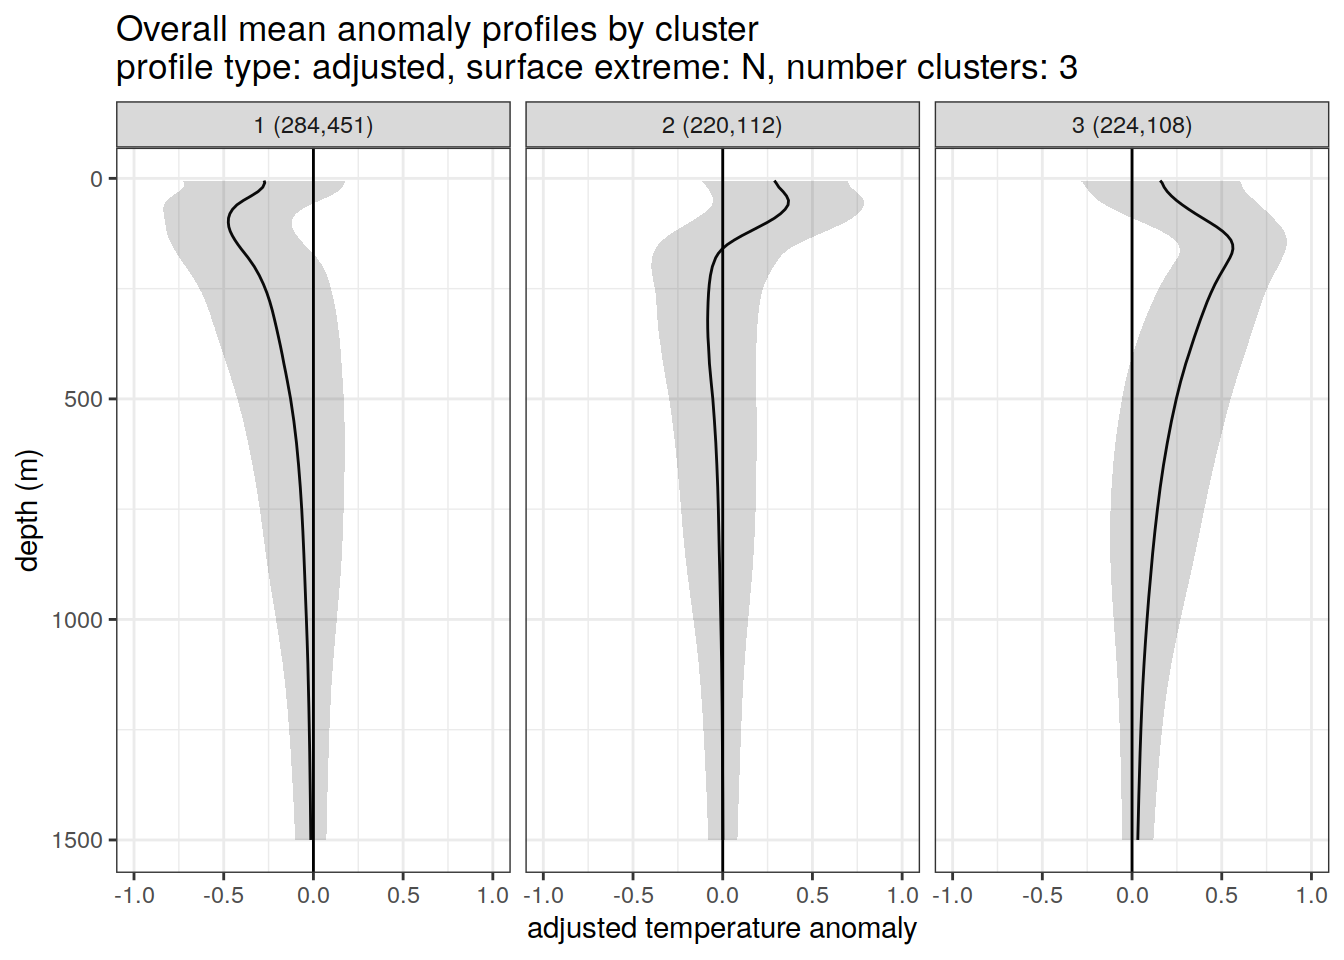 Overall mean anomaly profiles by cluster
profile type: adjusted, surface extreme: N, number clusters: 3
1 (284,451) 2 (220,112) 3 (224,108)
0
500
1000
1500
depth (m)
-1.0 -0.5 0.0 0.5 1.0 -1.0 -0.5 0.0 0.5 1.0 -1.0 -0.5 0.0 0.5 1.0
adjusted temperature anomaly